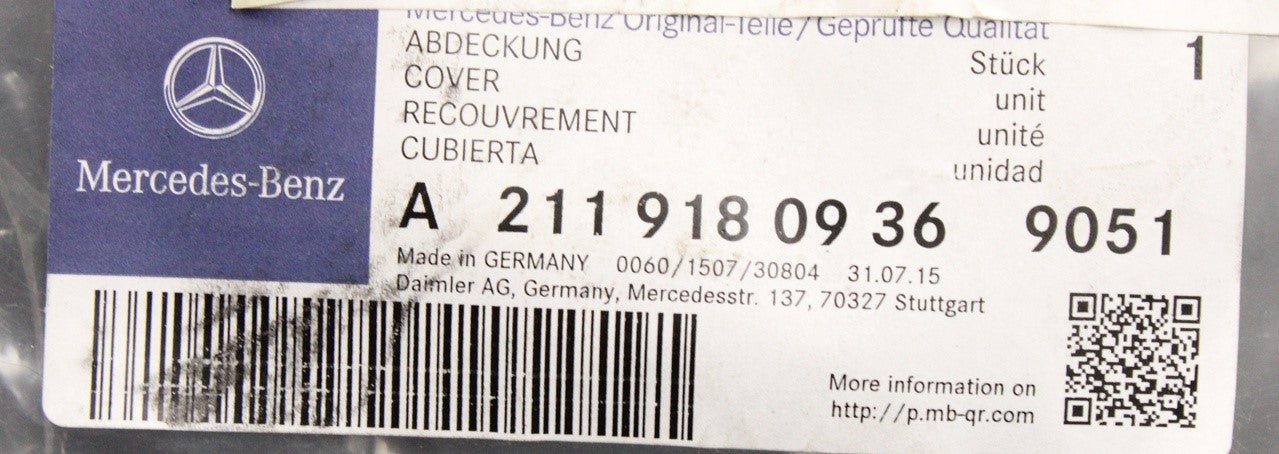 Mercedes-Benz Original-Teile/Geprüfte Qualität
ABDECKUNG Stück 1
COVER unit
RECOUVREMENT unité
CUBIERTA unidad
Mercedes-Benz
A 211 918 09 36 9051
Made in GERMANY 0060/1507/30804 31.07.15
Daimler AG, Germany, Mercedesstr. 137, 70327 Stuttgart
More information on
http://p.mb-qr.com